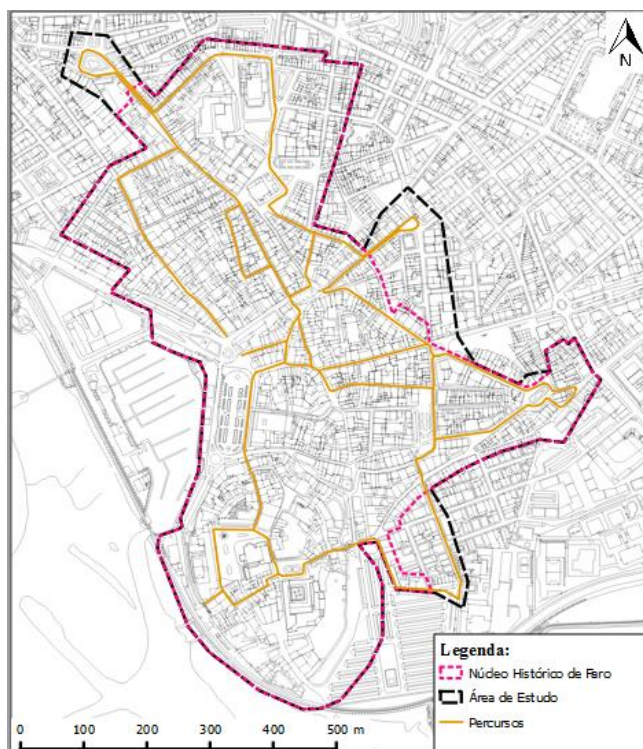 N
Legenda:
Núcleo Histórico de Faro
Área de Estudo
Percursos
0 100 200 300 400 500 m